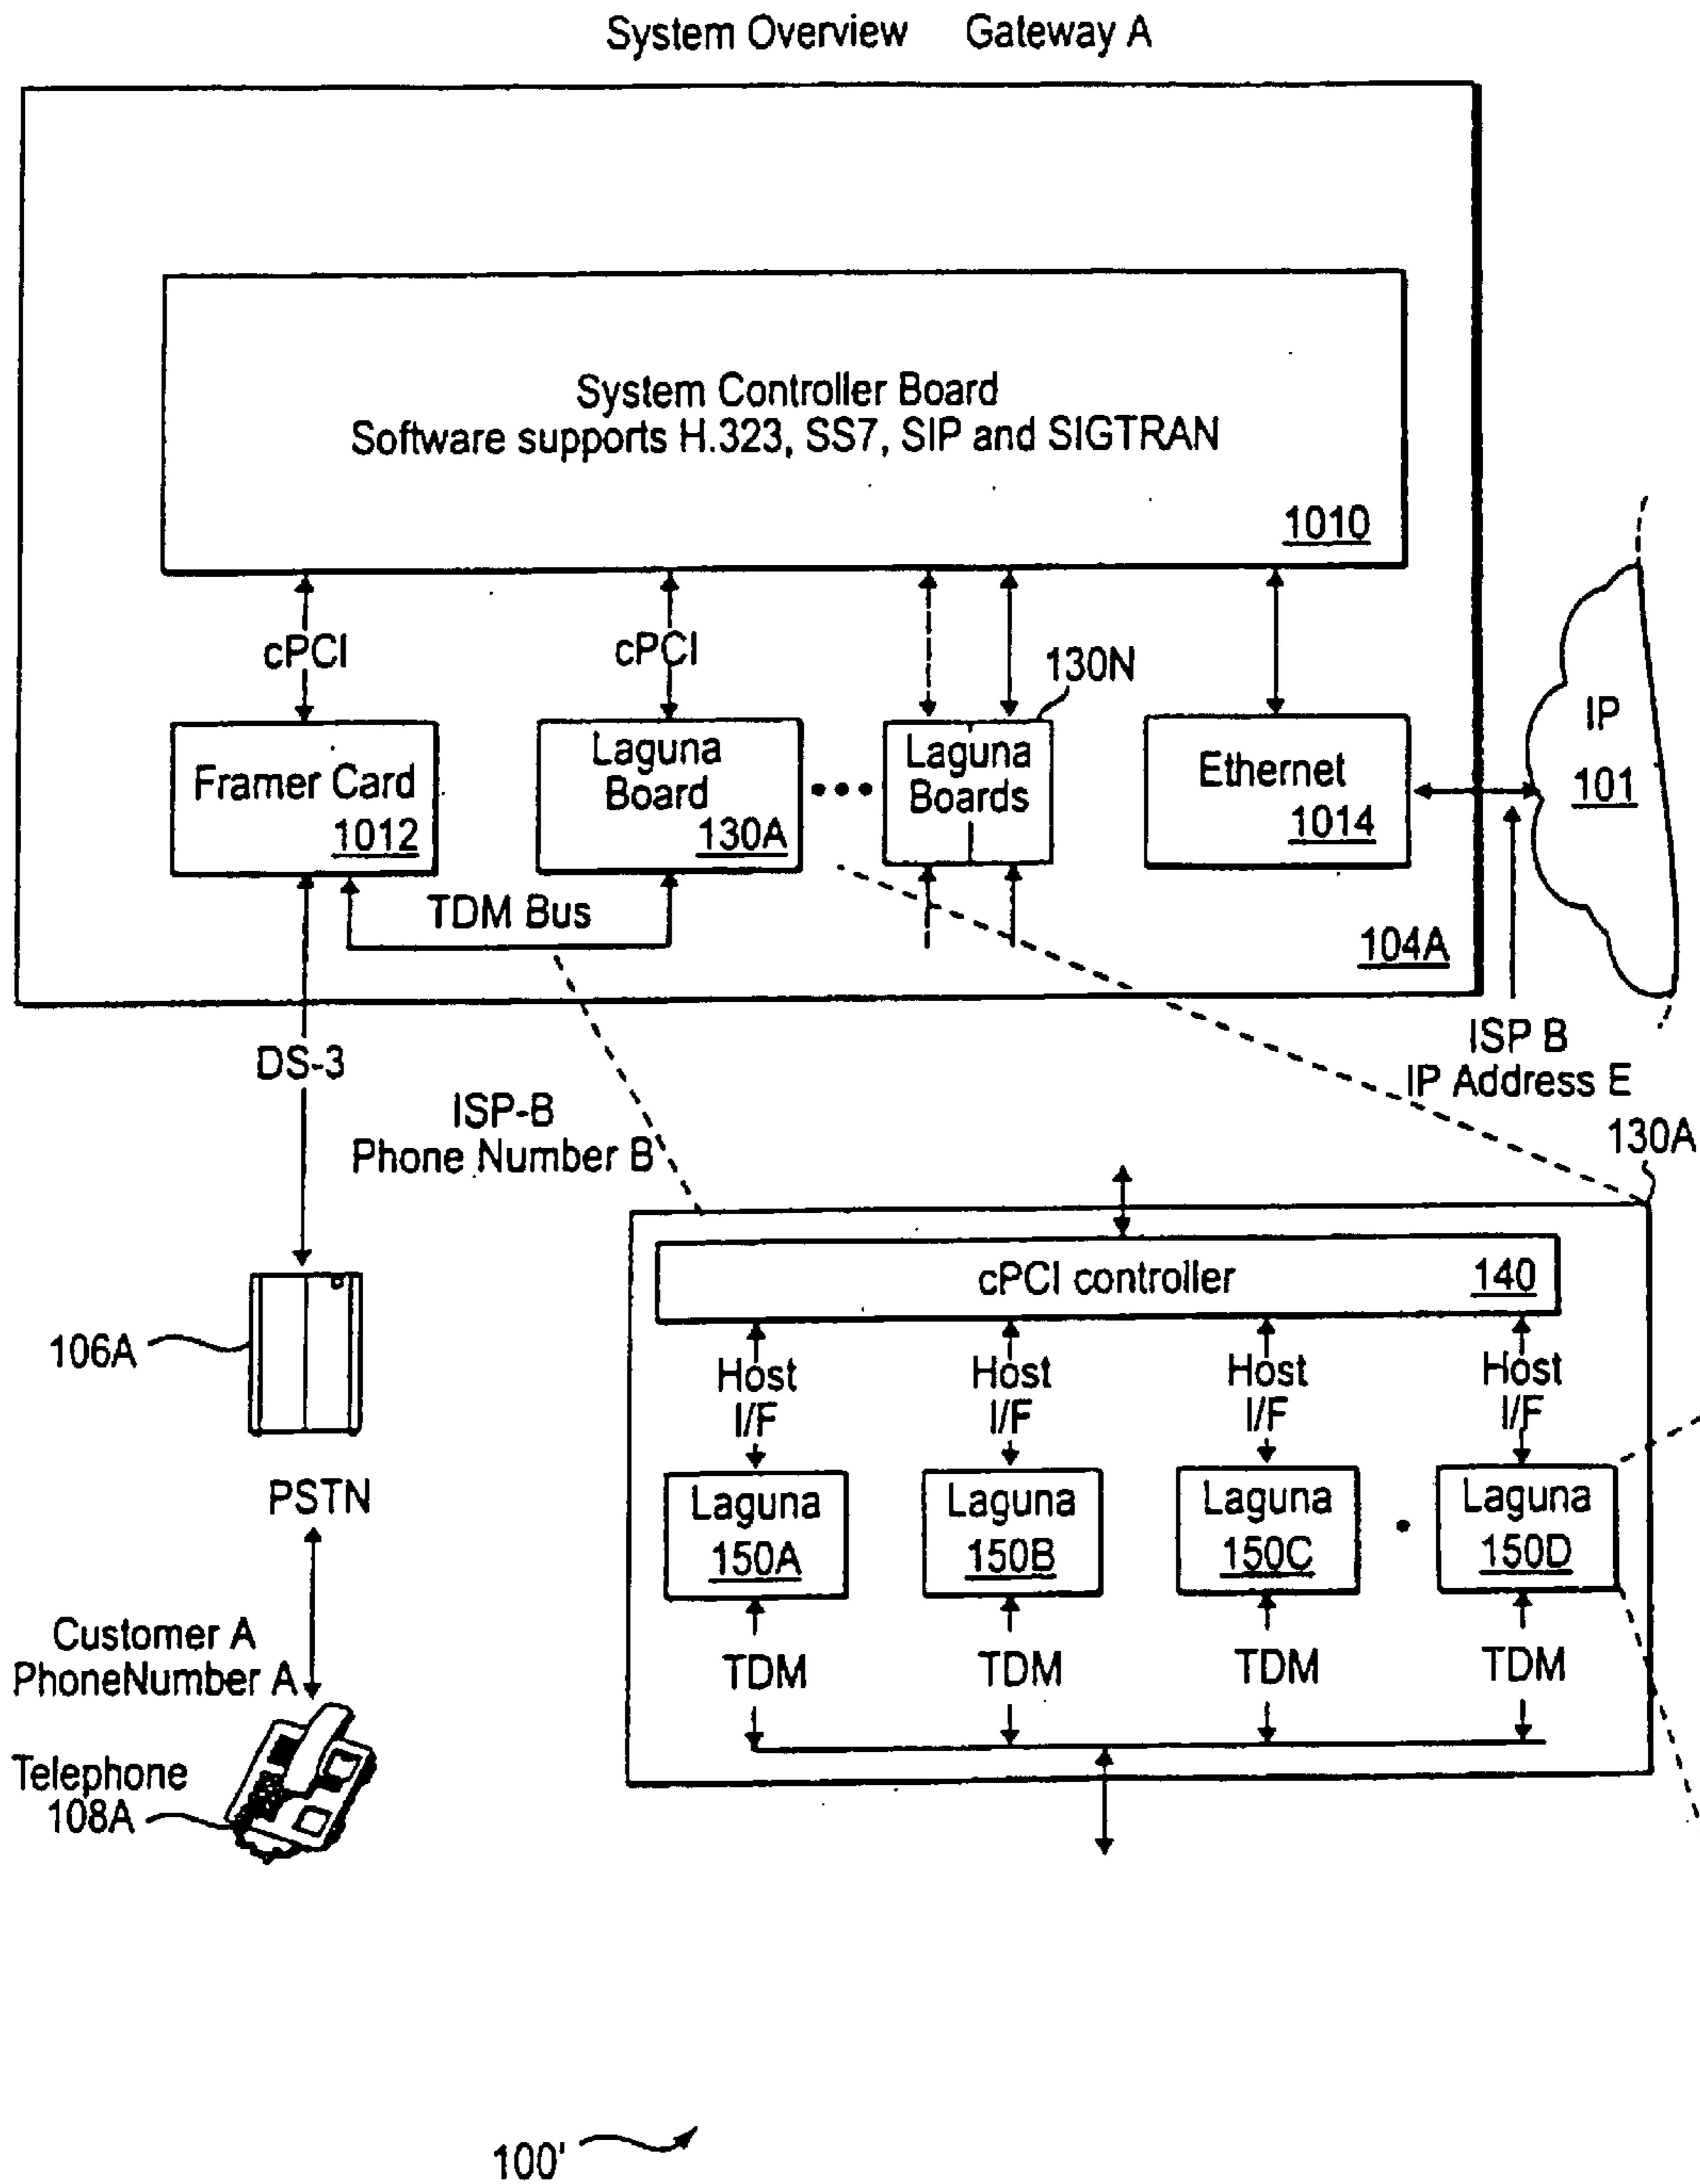 System Overview Gateway A
System Controller Board
Software supports H.323, SS7, SIP and SIGTRAN
1010
cPCI
cPCI
130N
Framer Card
1012
Laguna
Board
130A
Laguna
Boards
Ethernet
1014
IP
101
TDM Bus
104A
DS-3
ISP-B
Phone Number B
ISP B
IP Address E
130A
cPCI controller
140
106A
Host
I/F
Host
I/F
Host
I/F
Host
I/F
Laguna
150A
Laguna
150B
Laguna
150C
Laguna
150D
PSTN
TDM
TDM
TDM
TDM
Customer A
PhoneNumber A
Telephone
108A
100'